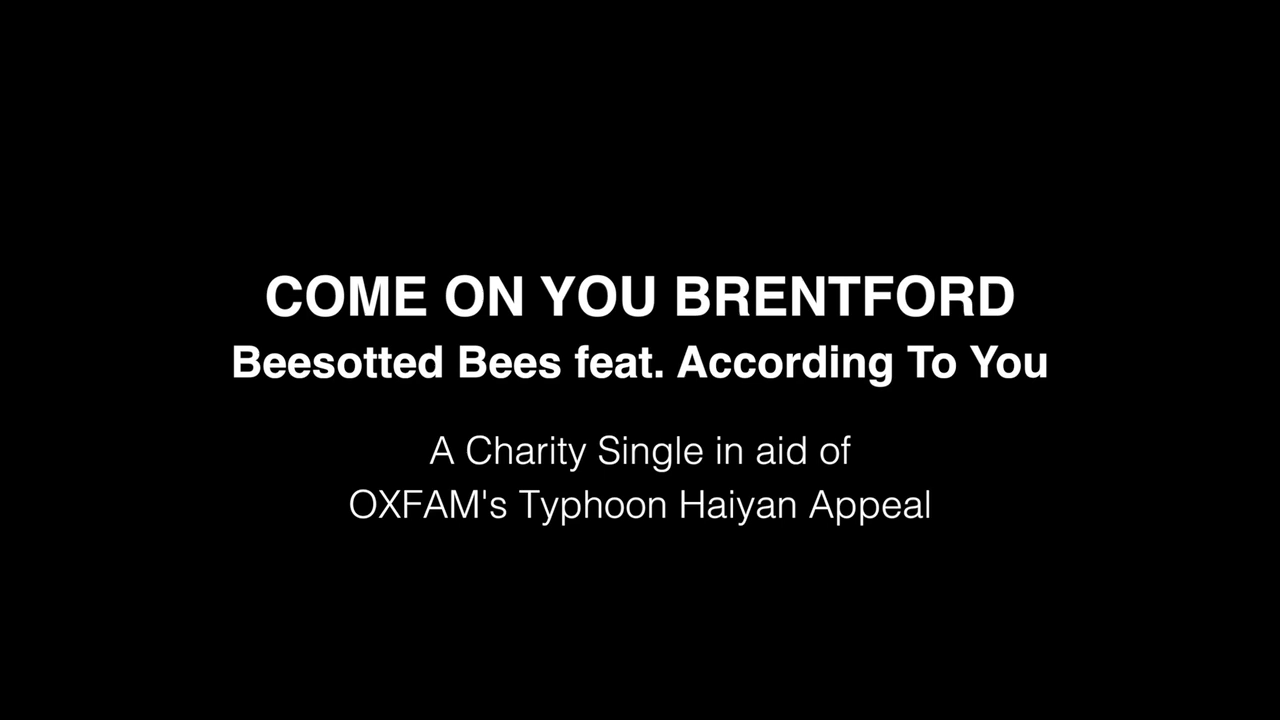 COME ON YOU BRENTFORD
Beesotted Bees feat. According To You
A Charity Single in aid of
OXFAM's Typhoon Haiyan Appeal